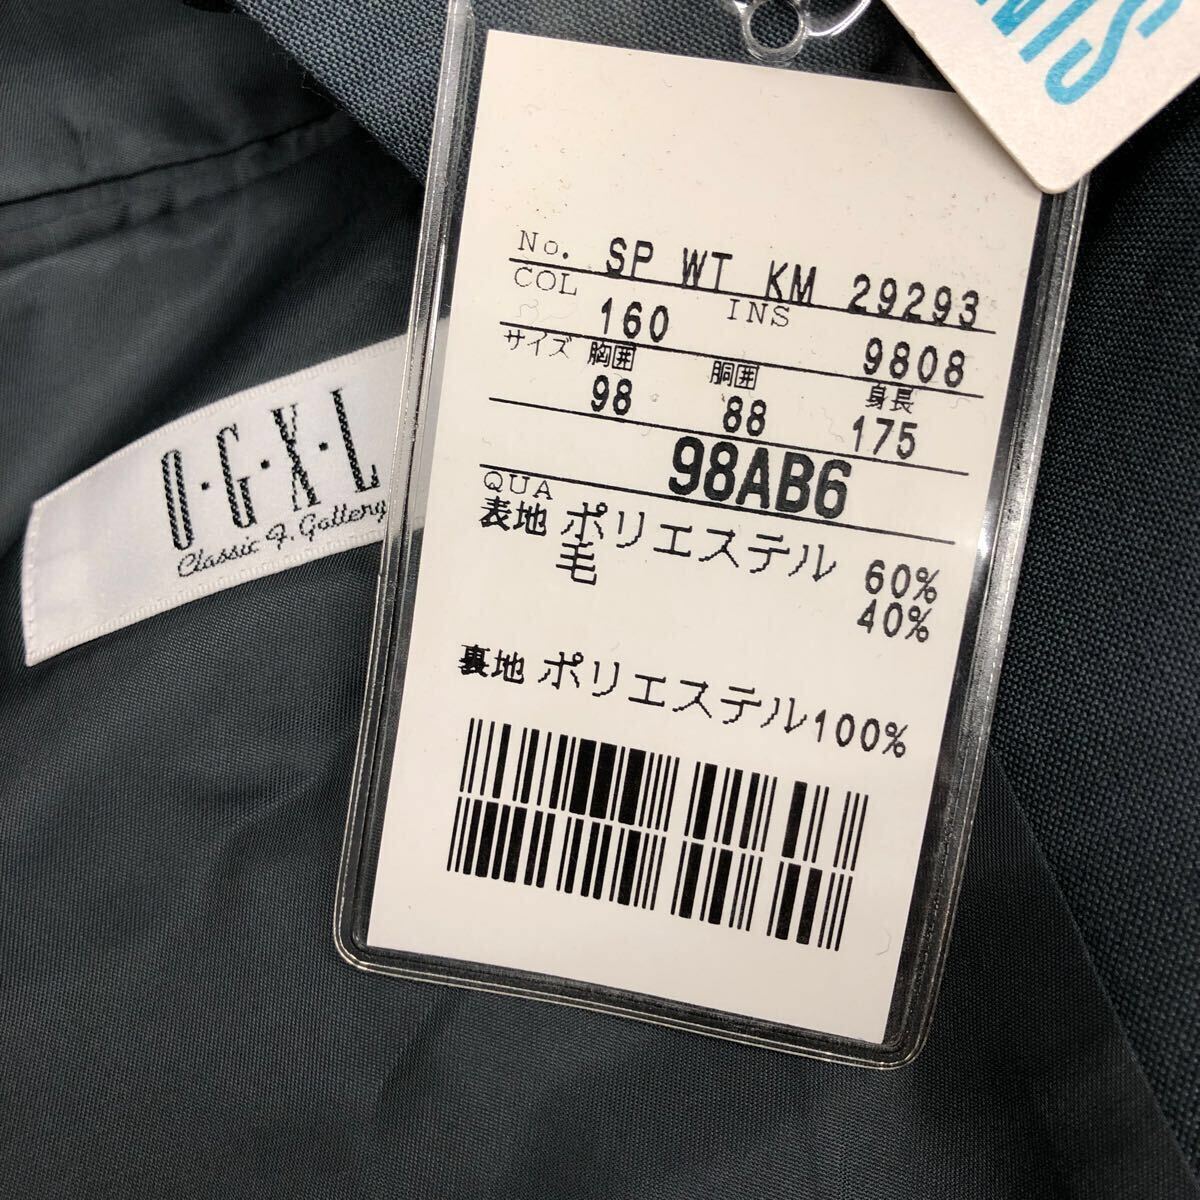 NIS
No. SP WT KM 29293
COL 160 INS 9808
サイズ 胸囲 胴囲 身長
98 88 175
98AB6
QUA
表地 ポリエステル 60%
毛 40%
裏地 ポリエステル100%
O・G・X・L
Classic 4. Gallery